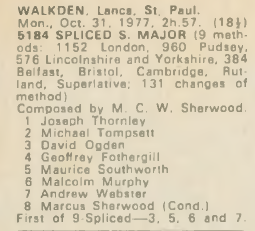 WALKDEN, Lancs, St. Paul.
Mon., Oct. 31, 1977, 2h.57. (18½)
5184 SPLICED S. MAJOR (9 meth-
ods: 1152 London, 960 Pudsey,
576 Lincolnshire and Yorkshire, 384
Belfast, Bristol, Cambridge, Rut-
land, Superlative; 131 changes of
method)
Composed by M. C. W. Sherwood.
1 Joseph Thornley
2 Michael Tompsett
3 David Ogden
4 Geoffrey Fothergill
5 Maurice Southworth
6 Malcolm Murphy
7 Andrew Webster
8 Marcus Sherwood (Cond.)
First of 9-Spliced—3, 5, 6 and 7.